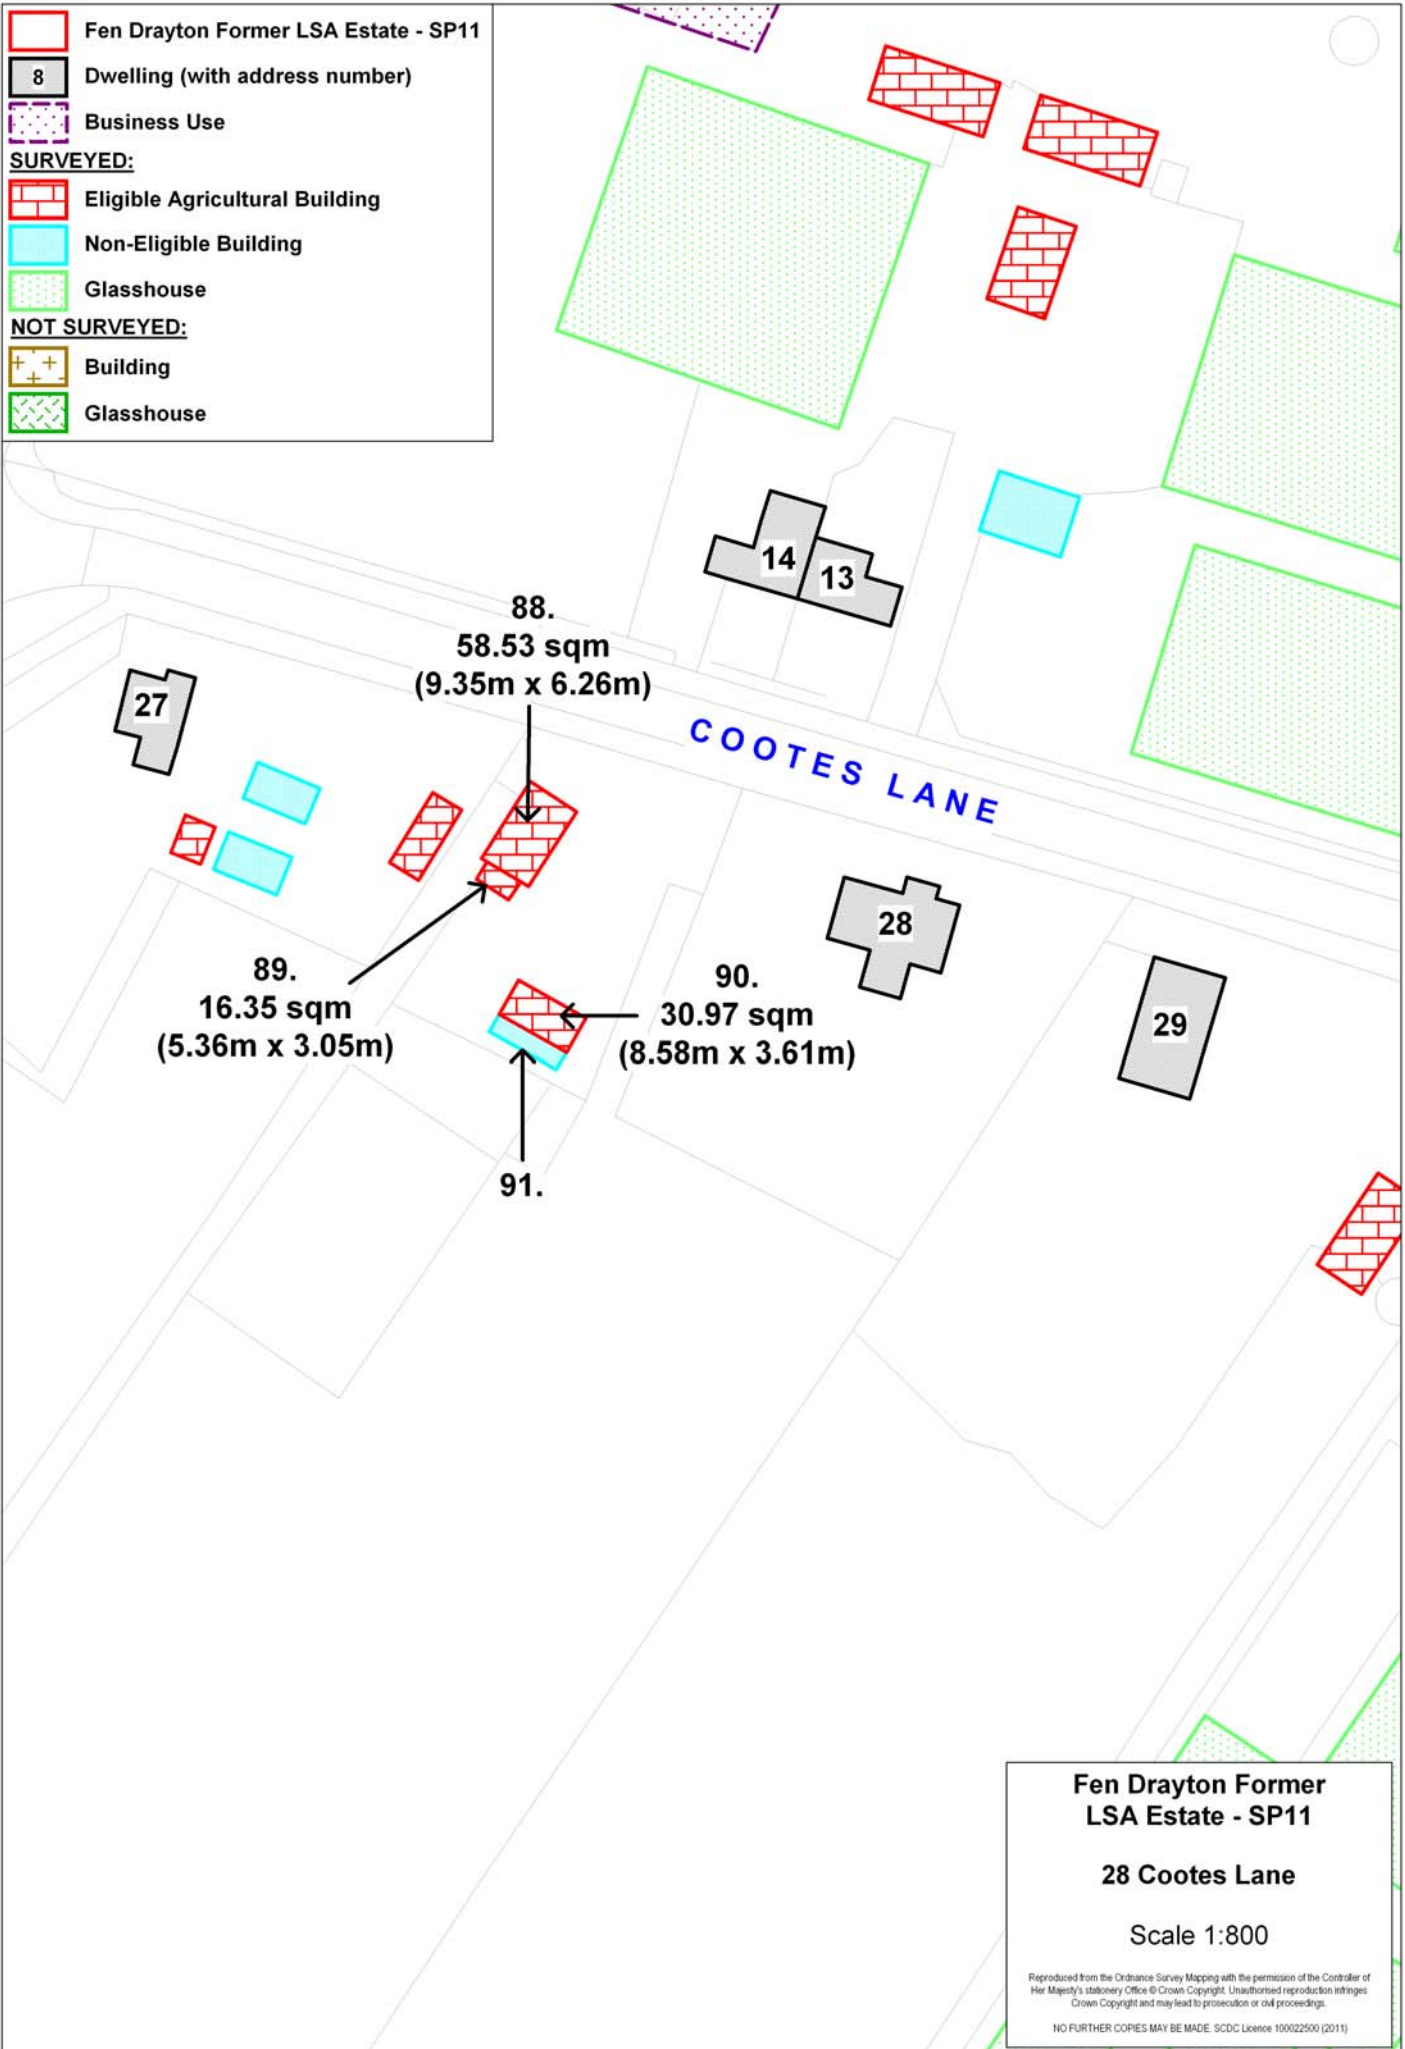 Fen Drayton Former LSA Estate - SP11
8 Dwelling (with address number)
Business Use
SURVEYED:
Eligible Agricultural Building
Non-Eligible Building
Glasshouse
NOT SURVEYED:
Building
Glasshouse
14
13
88.
58.53 sqm
(9.35m x 6.26m)
27
COOTES LANE
28
29
89.
16.35 sqm
(5.36m x 3.05m)
90.
30.97 sqm
(8.58m x 3.61m)
91.
Fen Drayton Former
LSA Estate - SP11
28 Cootes Lane
Scale 1:800
Reproduced from the Ordnance Survey Mapping with the permission of the Controller of
Her Majesty's stationery Office © Crown Copyright. Unauthorised reproduction infringes
Crown Copyright and may lead to prosecution or civil proceedings.
NO FURTHER COPIES MAY BE MADE. SCDC Licence 100022500 (2011)